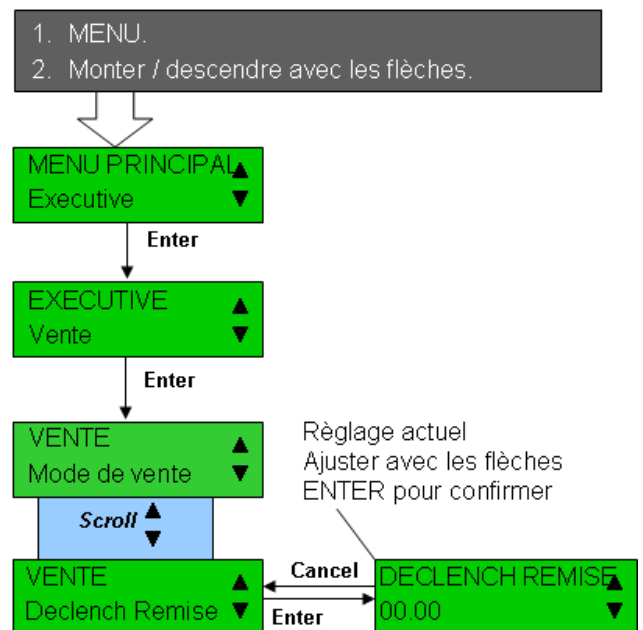 1. MENU.
2. Monter / descendre avec les flèches.
MENU PRINCIPAL
Executive
Enter
EXECUTIVE
Vente
Enter
VENTE
Mode de vente
Scroll
Règlage actuel
Ajuster avec les flèches
ENTER pour confirmer
VENTE
Declench Remise
Cancel
Enter
DECLENCH REMISE
00.00